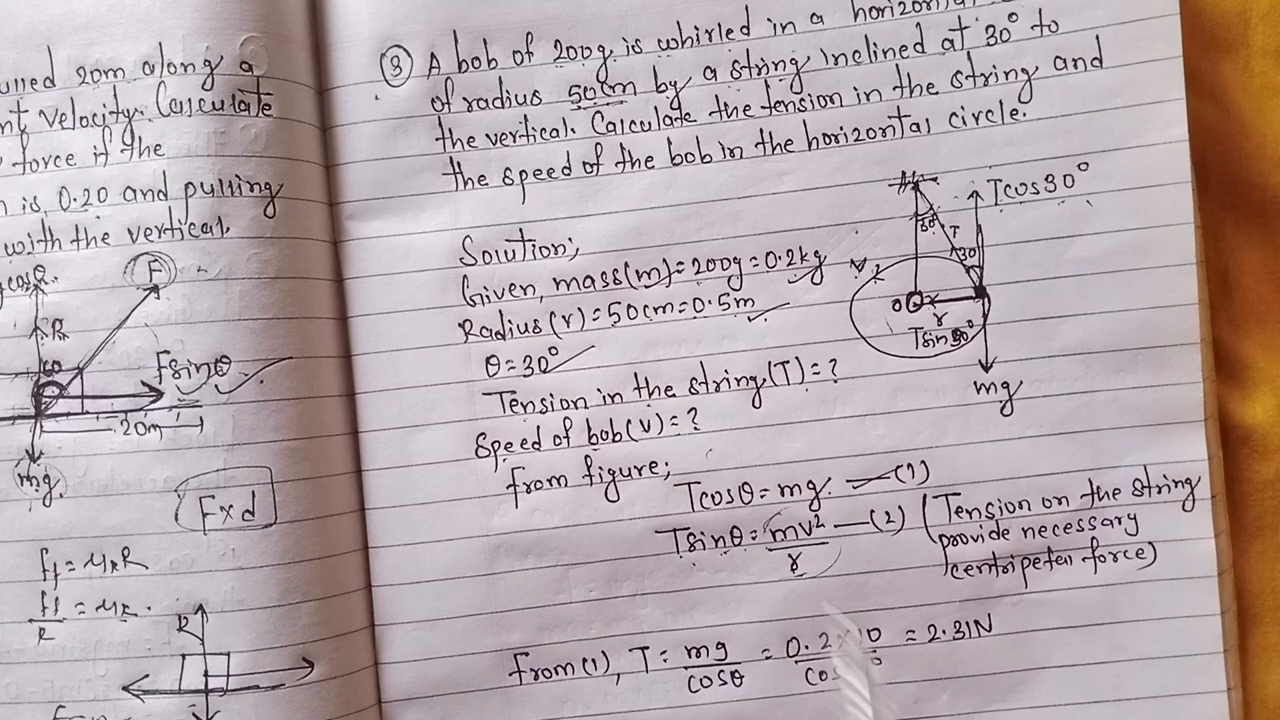 20m along a
velocity. Calculate
force if the
is 0.20 and pulling
with the vertical.
F
R
Fsinθ
20m
mg.
F×d
R
R
③ A bob of 200g is whirled in a
of radius 50cm by a string inclined at 30° to
the vertical. Calculate the tension in the string and
the speed of the bob in the horizontal circle.
Tcos30°
30°
T
30°
O
r
mg
Solution;
Given, mass(m)=200g=0.2kg
Radius(r)=50cm=0.5m
θ=30°
Tension in the string(T)=?
Speed of bob(v)=?
From figure;
Tcosθ=mg. —(1)
Tsinθ=mv²/r —(2) (Tension on the string
provide necessary
centripetal force)
From(1), T= mg/cosθ = 0.2×10/ = 2.31N